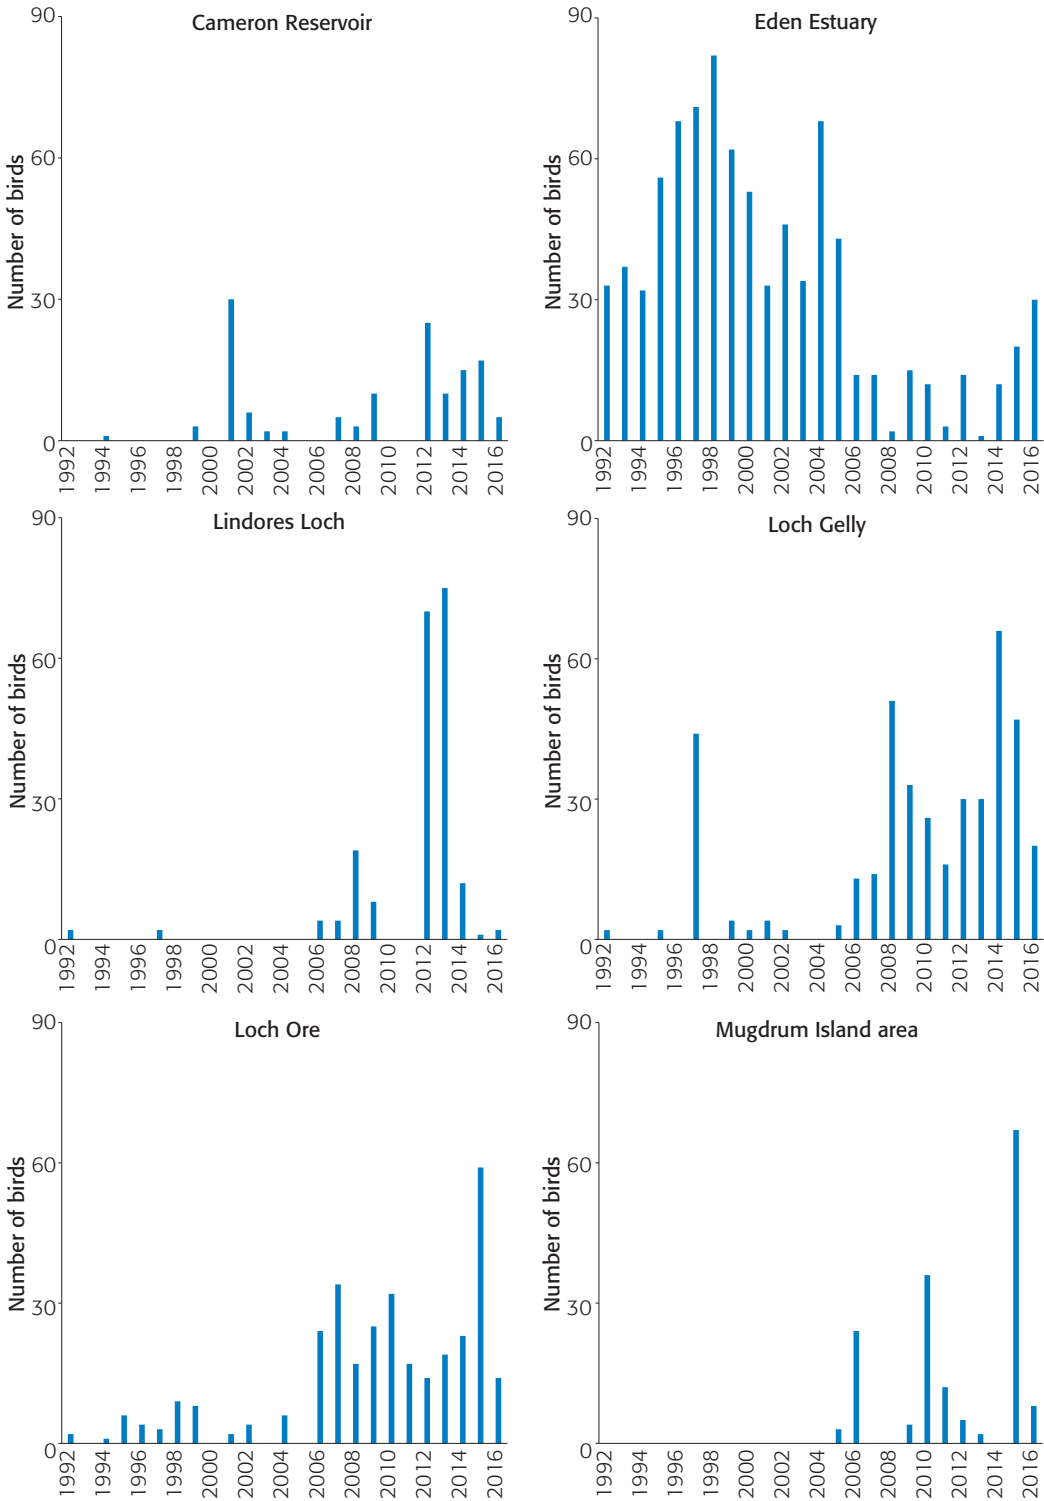 Cameron Reservoir
Number of birds
90
60
30
0
1992 1994 1996 1998 2000 2002 2004 2006 2008 2010 2012 2014 2016
Eden Estuary
Number of birds
90
60
30
0
1992 1994 1996 1998 2000 2002 2004 2006 2008 2010 2012 2014 2016
Lindores Loch
Number of birds
90
60
30
0
1992 1994 1996 1998 2000 2002 2004 2006 2008 2010 2012 2014 2016
Loch Gelly
Number of birds
90
60
30
0
1992 1994 1996 1998 2000 2002 2004 2006 2008 2010 2012 2014 2016
Loch Ore
Number of birds
90
60
30
0
1992 1994 1996 1998 2000 2002 2004 2006 2008 2010 2012 2014 2016
Mugdrum Island area
Number of birds
90
60
30
0
1992 1994 1996 1998 2000 2002 2004 2006 2008 2010 2012 2014 2016